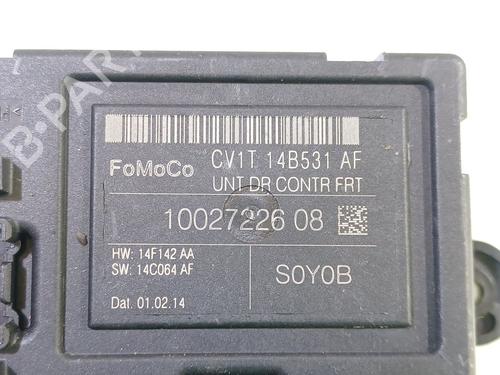 FoMoCo
CV1T 14B531 AF
UNT DR CONTR FRT
10027226 08
HW: 14F142 AA
SW: 14C064 AF
S0Y0B
Dat. 01.02.14
B-PARTS